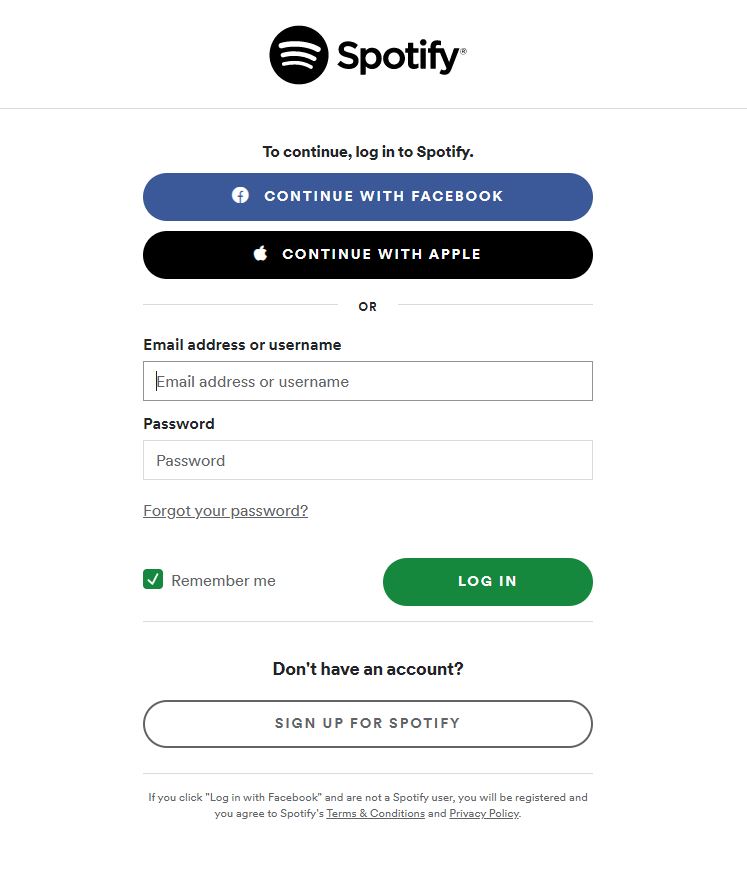 Spotify®
To continue, log in to Spotify.
CONTINUE WITH FACEBOOK
CONTINUE WITH APPLE
OR
Email address or username
Email address or username
Password
Password
Forgot your password?
Remember me
LOG IN
Don't have an account?
SIGN UP FOR SPOTIFY
If you click "Log in with Facebook" and are not a Spotify user, you will be registered and
you agree to Spotify's Terms & Conditions and Privacy Policy.